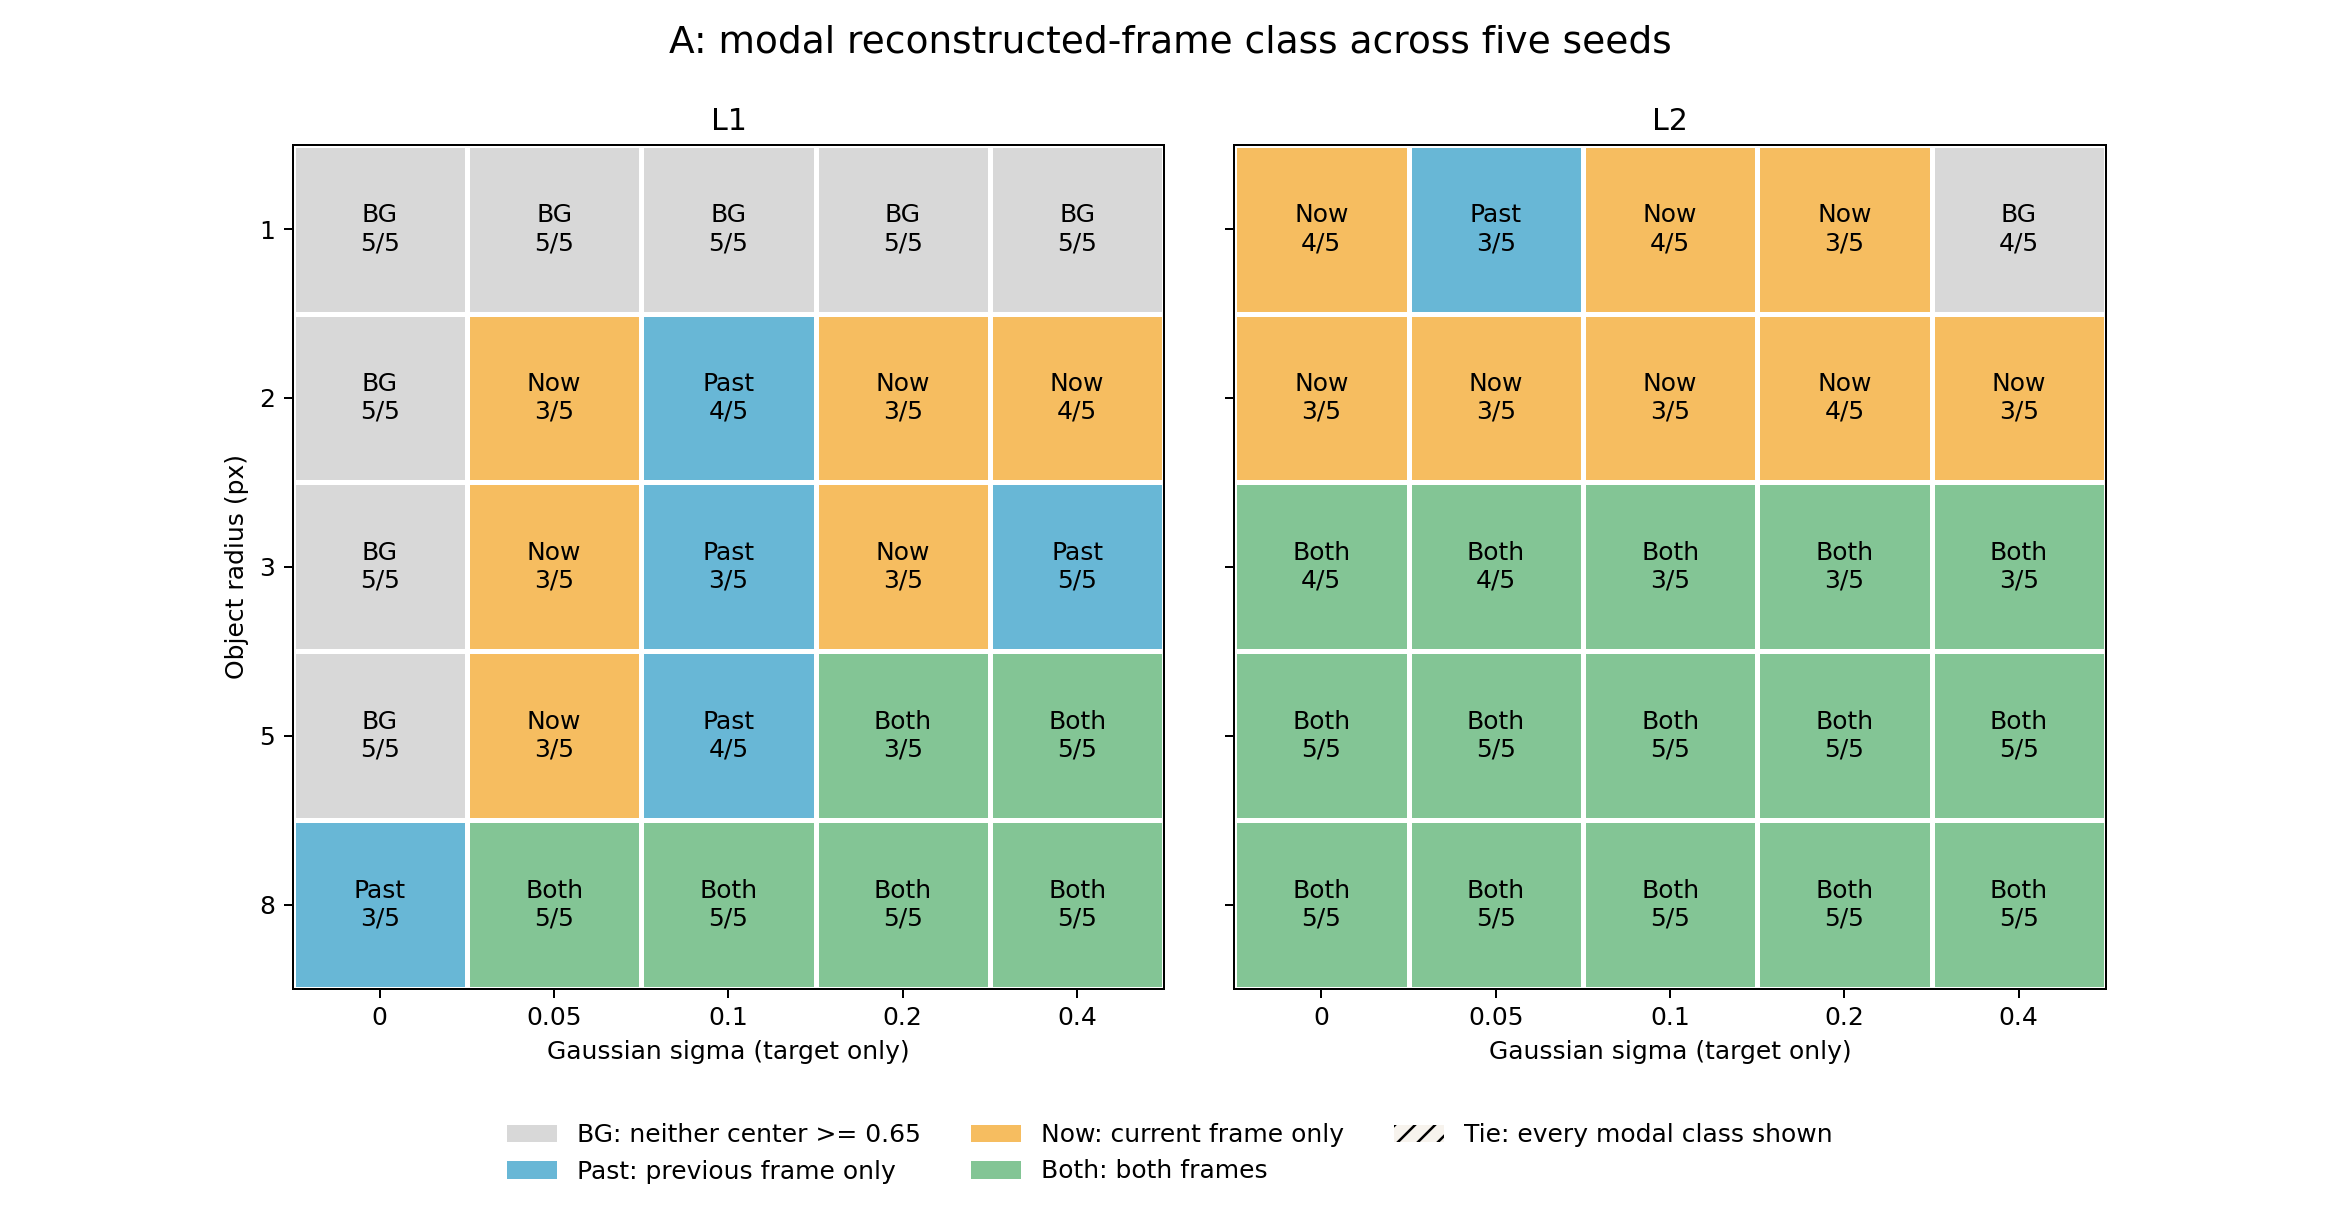 A: modal reconstructed-frame class across five seeds
L1
L2
Object radius (px)
1
BG BG BG BG BG
5/5 5/5 5/5 5/5 5/5
Now Past Now Now BG
4/5 3/5 4/5 3/5 4/5
2
BG Now Past Now Now
5/5 3/5 4/5 3/5 4/5
Now Now Now Now Now
3/5 3/5 3/5 4/5 3/5
3
BG Now Past Now Past
5/5 3/5 3/5 3/5 5/5
Both Both Both Both Both
4/5 4/5 3/5 3/5 3/5
5
BG Now Past Both Both
5/5 3/5 4/5 3/5 5/5
Both Both Both Both Both
5/5 5/5 5/5 5/5 5/5
8
Past Both Both Both Both
3/5 5/5 5/5 5/5 5/5
Both Both Both Both Both
5/5 5/5 5/5 5/5 5/5
0 0.05 0.1 0.2 0.4
0 0.05 0.1 0.2 0.4
Gaussian sigma (target only)
Gaussian sigma (target only)
BG: neither center >= 0.65
Past: previous frame only
Now: current frame only
Both: both frames
Tie: every modal class shown